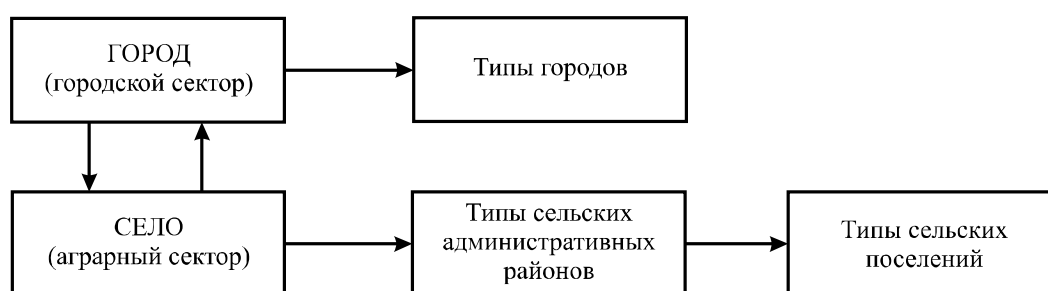 ГОРОД
(городской сектор)
Типы городов
СЕЛО
(аграрный сектор)
Типы сельских
административных
районов
Типы сельских
поселений